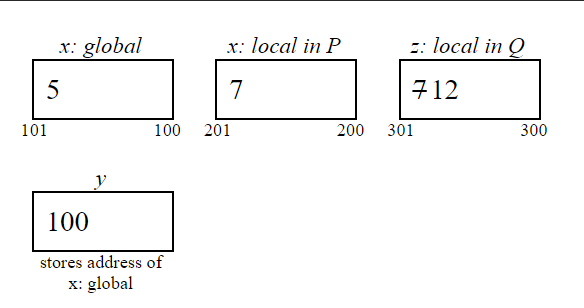 x: global
x: local in P
z: local in Q
5
7
7 12
101
100
201
200
301
300
y
100
stores address of
x: global